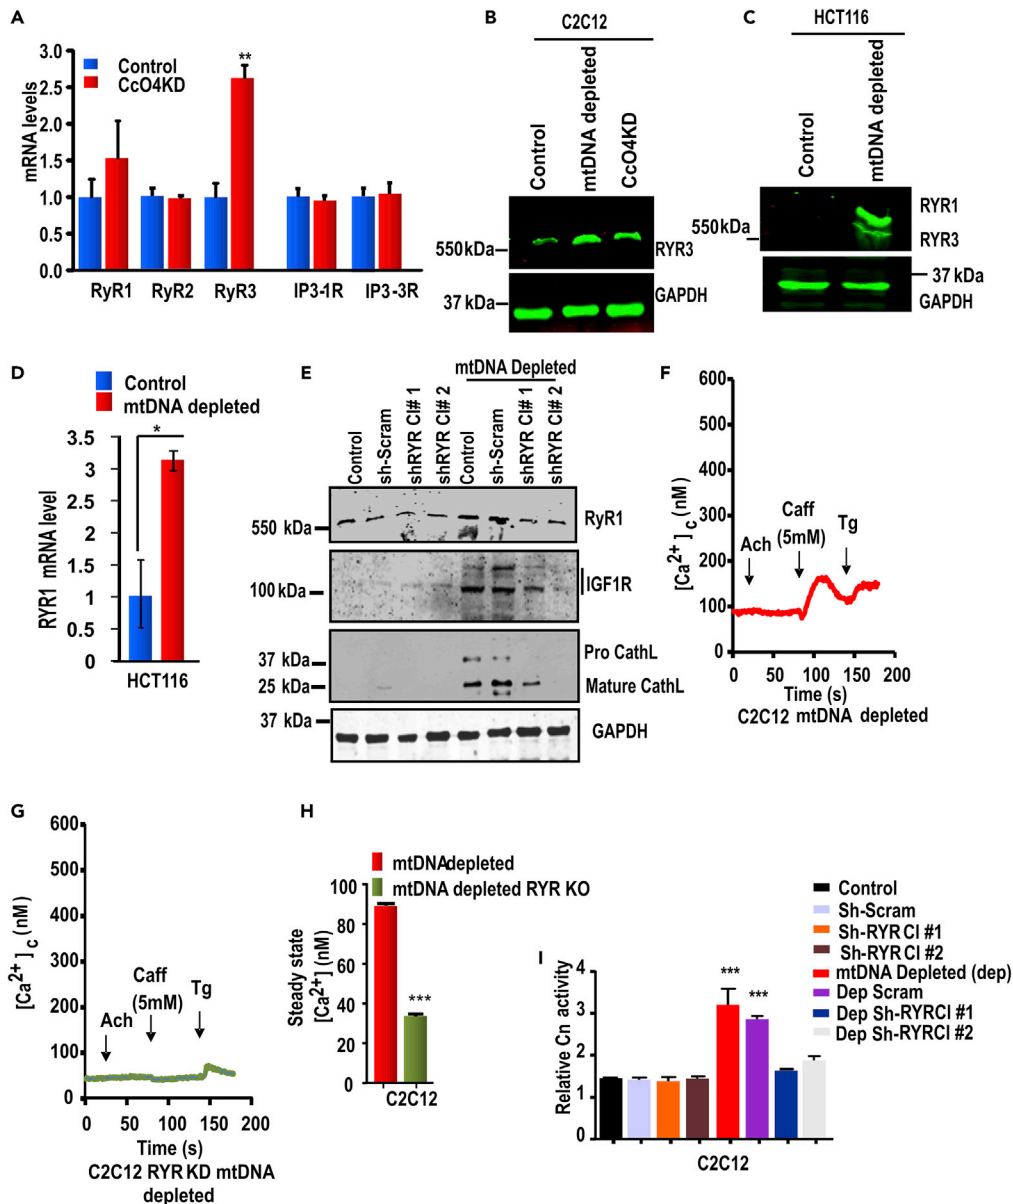 A
Control
CcO4KD
mRNA levels
3.0
2.5
2.0
1.5
1.0
0.5
0.0
**
RyR1 RyR2 RyR3 IP3-1R IP3-3R
B
C2C12
Control
mtDNA depleted
CcO4KD
550 kDa
RYR3
37 kDa
GAPDH
C
HCT116
Control
mtDNA depleted
550kDa
RYR1
RYR3
37 kDa
GAPDH
D
Control
mtDNA depleted
RYR1 mRNA level
3.5
3
2.5
2
1.5
1
0.5
0
*
HCT116
E
mtDNA Depleted
Control
sh-Scram
shRYR Cl# 1
shRYR Cl# 2
Control
sh-Scram
shRYR Cl# 1
shRYR Cl# 2
550 kDa
RyR1
100 kDa
IGF1R
37 kDa
Pro CathL
25 kDa
Mature CathL
37 kDa
GAPDH
F
[Ca2+]c (nM)
600
500
400
300
200
100
0
Ach
Caff
(5mM)
Tg
0 50 100 150 200
Time (s)
C2C12 mtDNA depleted
G
[Ca2+]c (nM)
600
500
400
300
200
100
0
Ach
Caff
(5mM)
Tg
0 50 100 150 200
Time (s)
C2C12 RYR KD mtDNA
depleted
H
mtDNA depleted
mtDNA depleted RYR KO
Steady state
[Ca2+] (nM)
100
80
60
40
20
0
***
C2C12
I
Control
Sh-Scram
Sh-RYR Cl #1
Sh-RYR Cl #2
mtDNA Depleted (dep)
Dep Scram
Dep Sh-RYRCl #1
Dep Sh-RYRCl #2
Relative Cn activity
4
3
2
1
0
***
***
C2C12